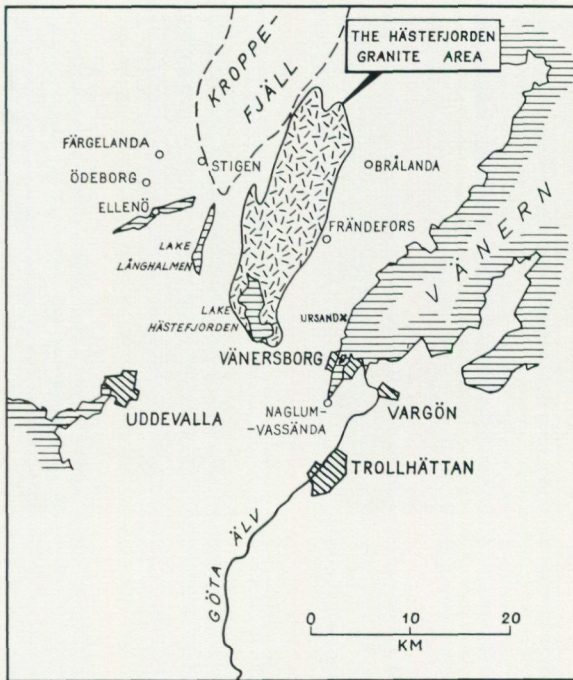 THE HÄSTEFJORDEN
GRANITE AREA
KROPPE
FJÄLL
FÄRGELANDA
STIGEN
BRÅLANDA
ÖDEBORG
ELLENÖ
FRÄNDEFORS
LAKE
LÅNGHALMEN
VÄNERN
LAKE
HÄSTEFJORDEN
URSAND
VÄNERSBORG
UDDEVALLA
NAGLUM-
-VASSÄNDA
VARGÖN
TROLLHÄTTAN
GÖTA ÄLV
0 10 20
KM